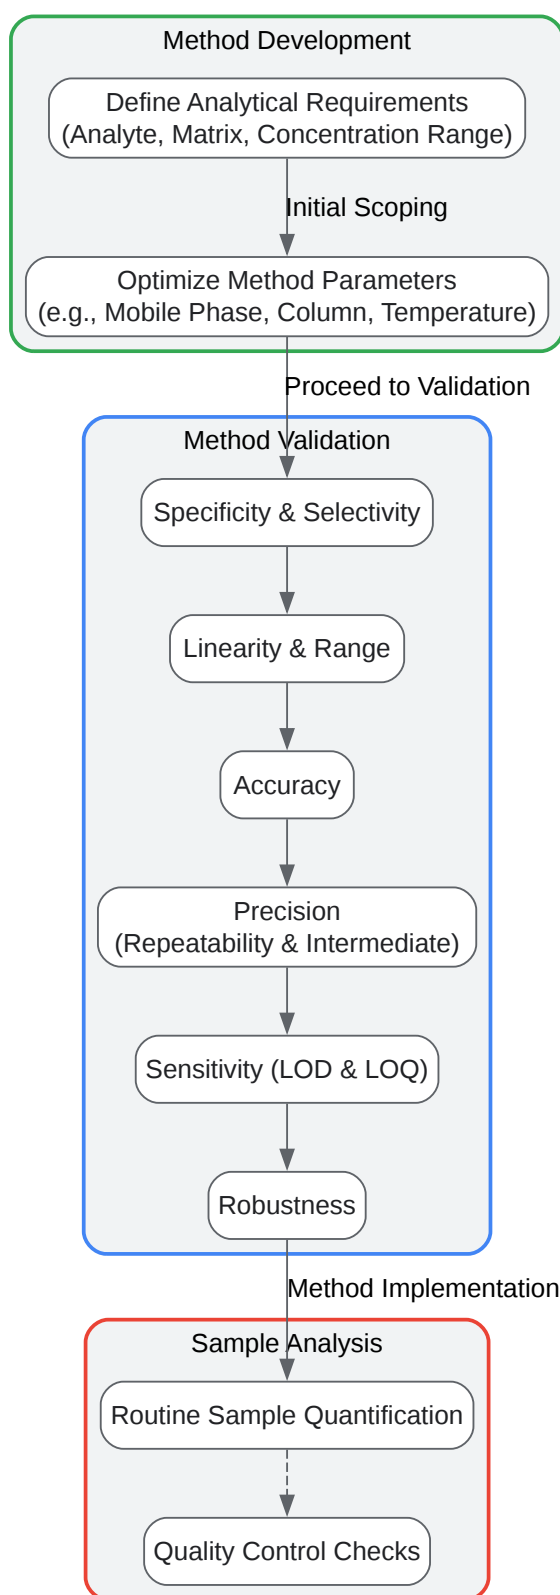 Method Development
Define Analytical Requirements
(Analyte, Matrix, Concentration Range)
Initial Scoping
Optimize Method Parameters
(e.g., Mobile Phase, Column, Temperature)
Proceed to Validation
Method Validation
Specificity & Selectivity
Linearity & Range
Accuracy
Precision
(Repeatability & Intermediate)
Sensitivity (LOD & LOQ)
Robustness
Method Implementation
Sample Analysis
Routine Sample Quantification
Quality Control Checks